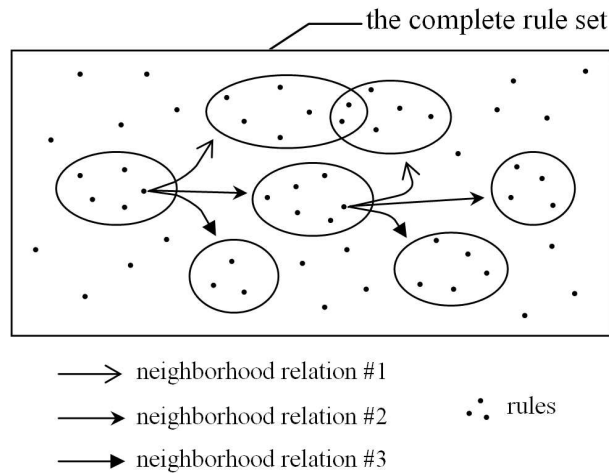 the complete rule set
neighborhood relation #1
neighborhood relation #2
rules
neighborhood relation #3